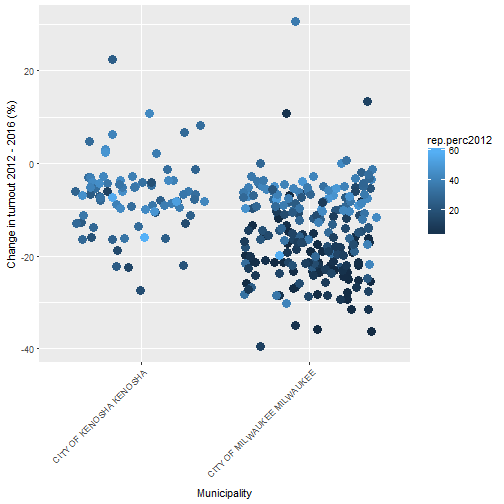 Change in turnout 2012 - 2016 (%)
20
0
-20
-40
CITY OF KENOSHA KENOSHA
CITY OF MILWAUKEE MILWAUKEE
Municipality
rep.perc2012
60
40
20